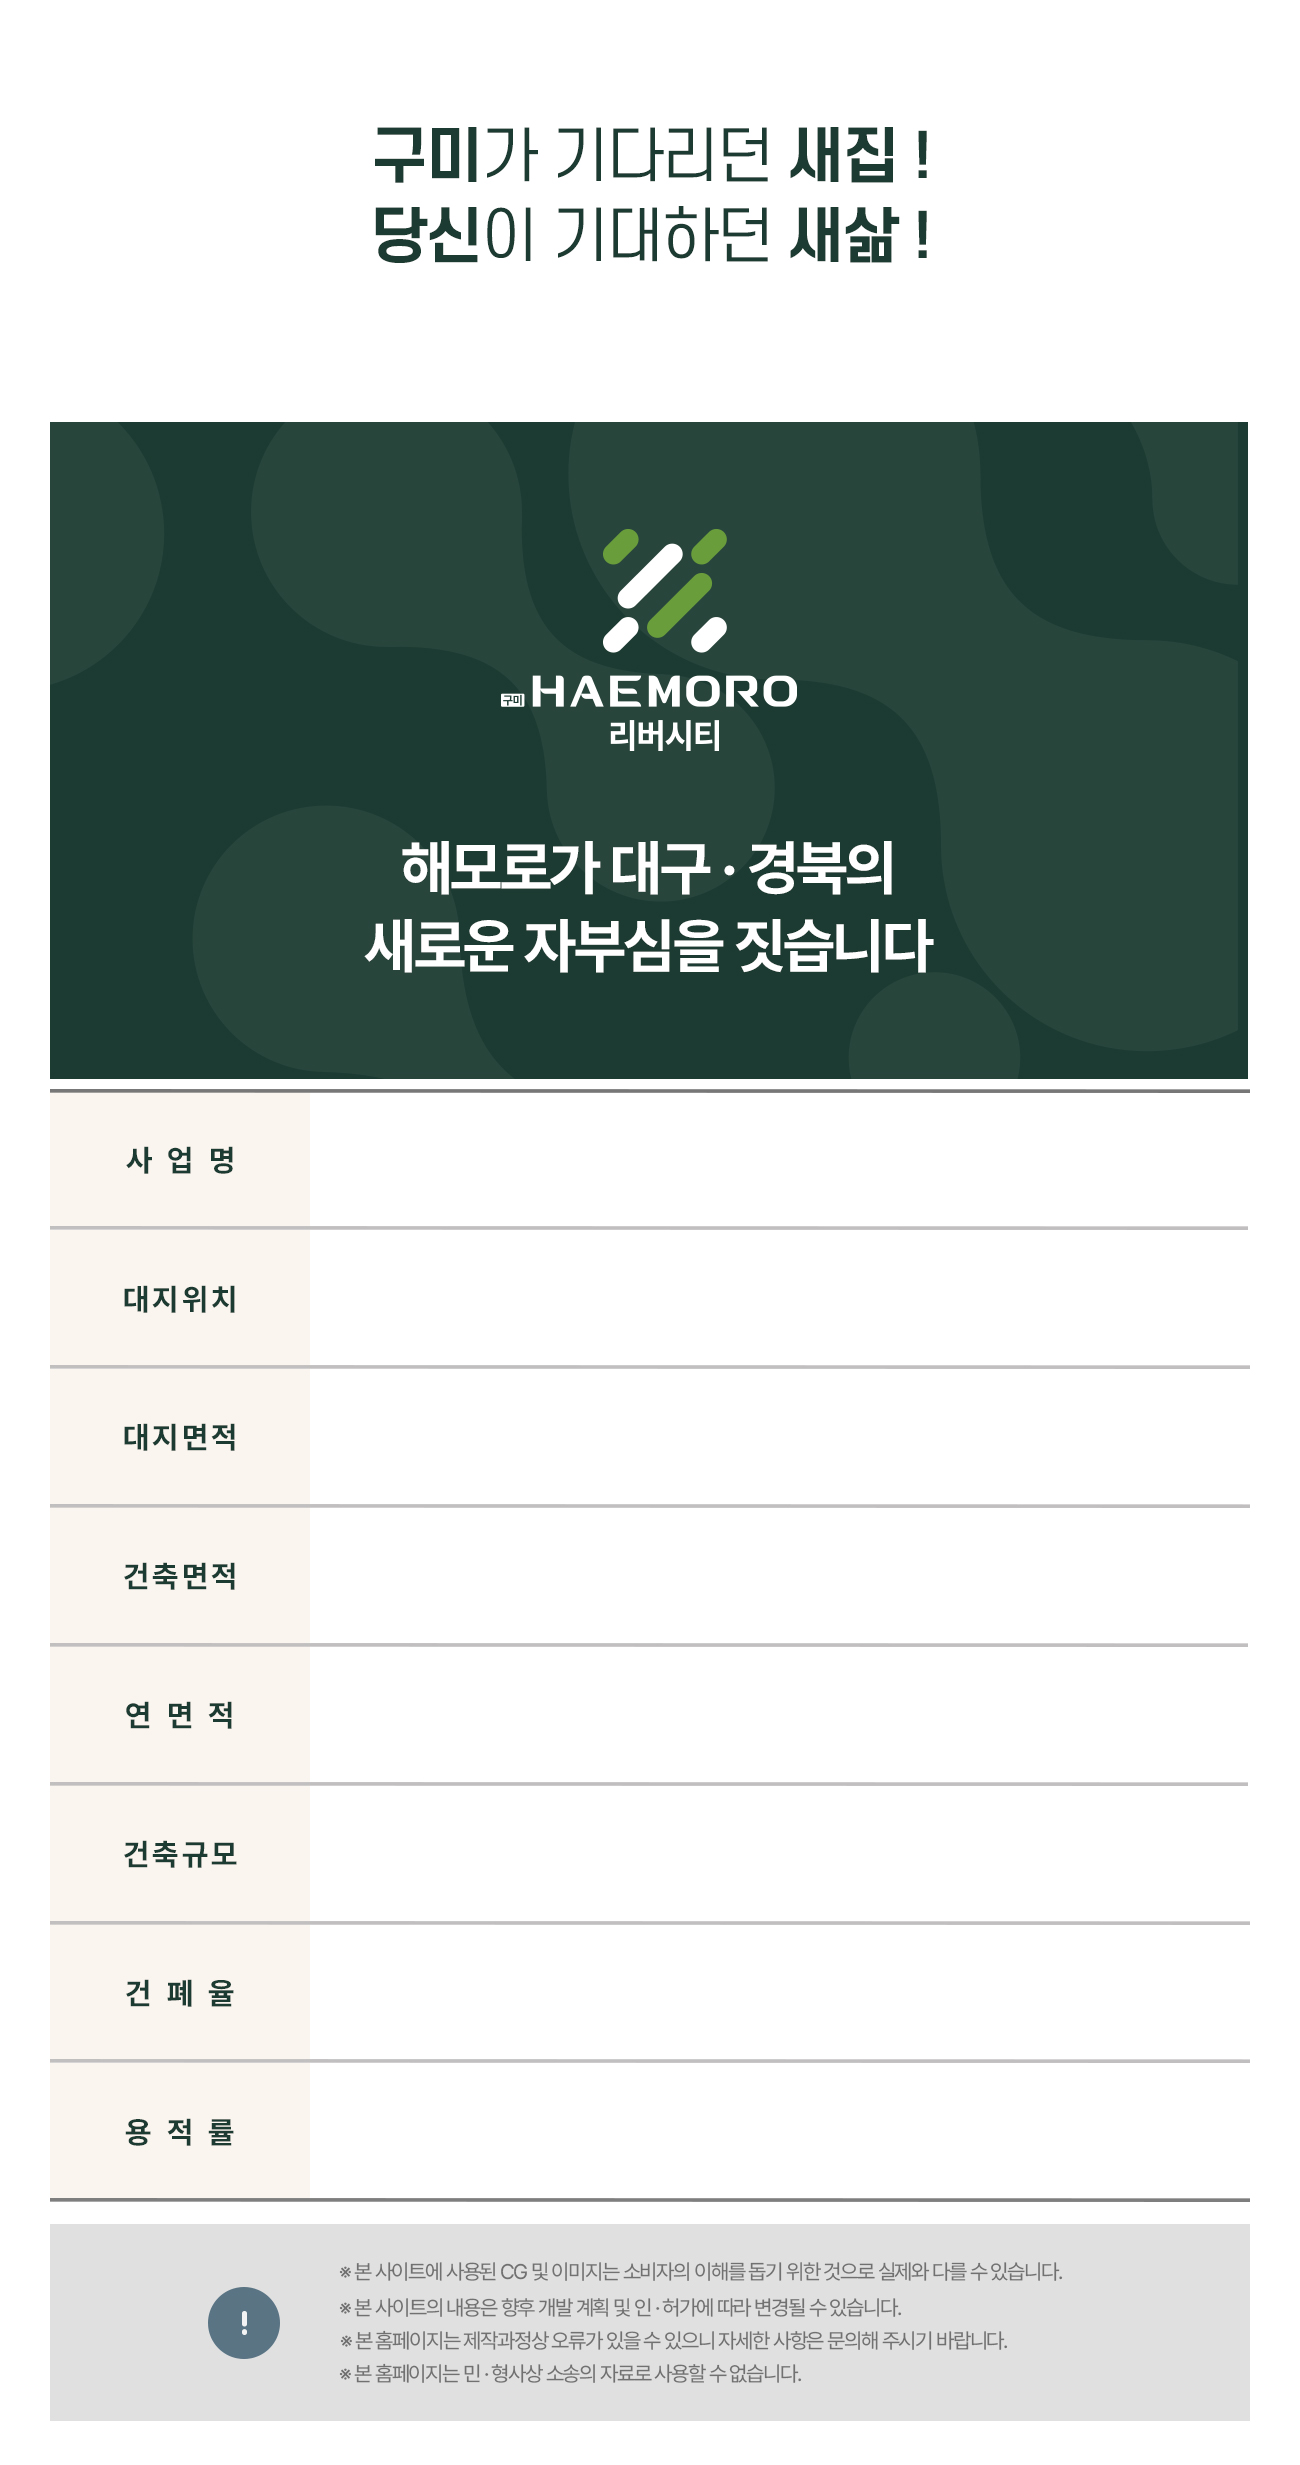 구미가 기다리던 새집 !
당신이 기대하던 새삶 !
구미 HAEMORO
리버시티
해모로가 대구 · 경북의
새로운 자부심을 짓습니다
사 업 명
대지위치
대지면적
건축면적
연 면 적
건축규모
건 폐 율
용 적 률
※ 본 사이트에 사용된 CG 및 이미지는 소비자의 이해를 돕기 위한 것으로 실제와 다를 수 있습니다.
※ 본 사이트의 내용은 향후 개발 계획 및 인 · 허가에 따라 변경될 수 있습니다.
※ 본 홈페이지는 제작과정상 오류가 있을 수 있으니 자세한 사항은 문의해 주시기 바랍니다.
※ 본 홈페이지는 민 · 형사상 소송의 자료로 사용할 수 없습니다.